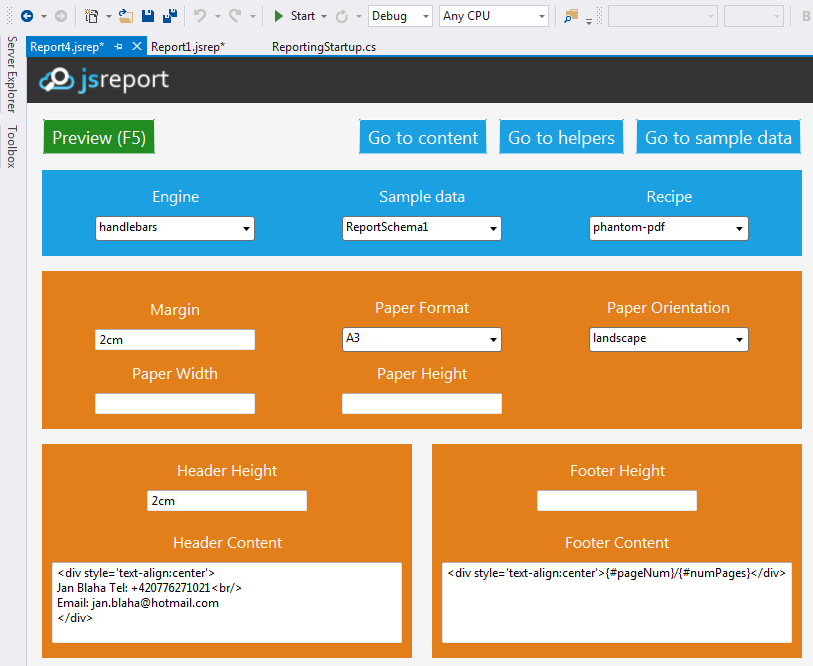 Start
Debug
Any CPU
B
Server Explorer
Toolbox
Report4.jsrep*
Report1.jsrep*
ReportingStartup.cs
jsreport
Preview (F5)
Go to content
Go to helpers
Go to sample data
Engine
Sample data
Recipe
handlebars
ReportSchema1
phantom-pdf
Margin
Paper Format
Paper Orientation
2cm
A3
landscape
Paper Width
Paper Height
Header Height
2cm
Header Content
<div style='text-align:center'>
Jan Blaha Tel: +420776271021<br/>
Email: jan.blaha@hotmail.com
</div>
Footer Height
Footer Content
<div style='text-align:center'>{#pageNum}/{#numPages}</div>